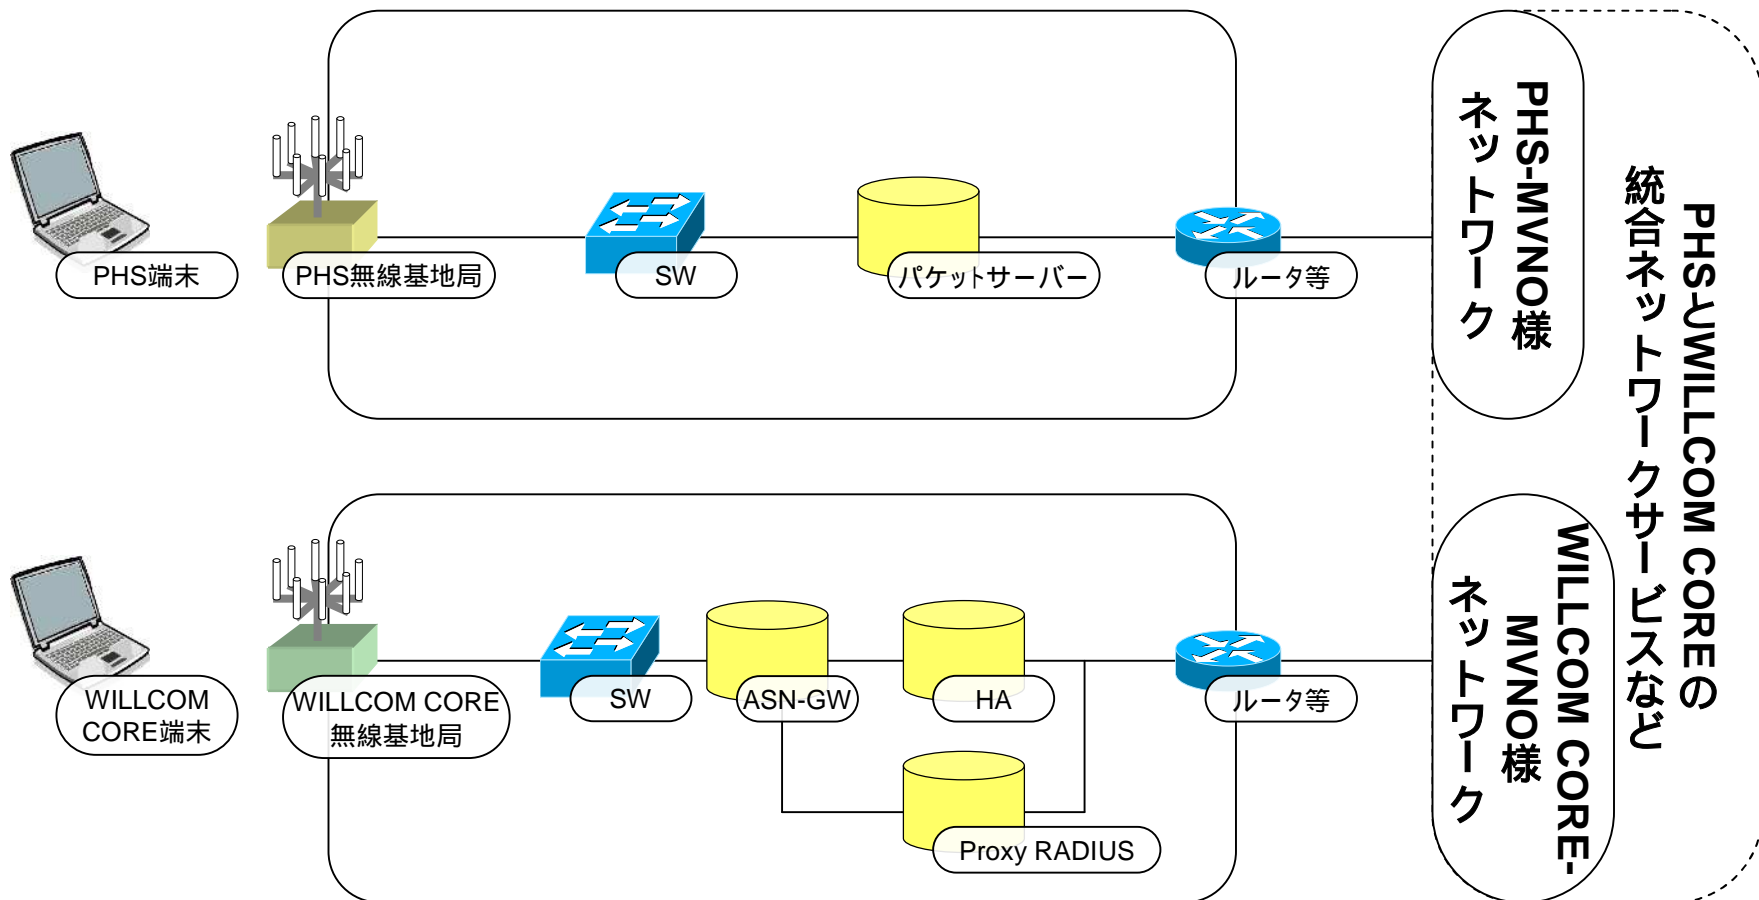 PHS端末
PHS無線基地局
SW
パケットサーバー
ルータ等
PHS-MVNO様
ネットワーク
PHSとWILLCOM COREの
統合ネットワークサービスなど
WILLCOM
CORE端末
WILLCOM CORE
無線基地局
SW
ASN-GW
HA
Proxy RADIUS
ルータ等
WILLCOM CORE-
MVNO様
ネットワーク